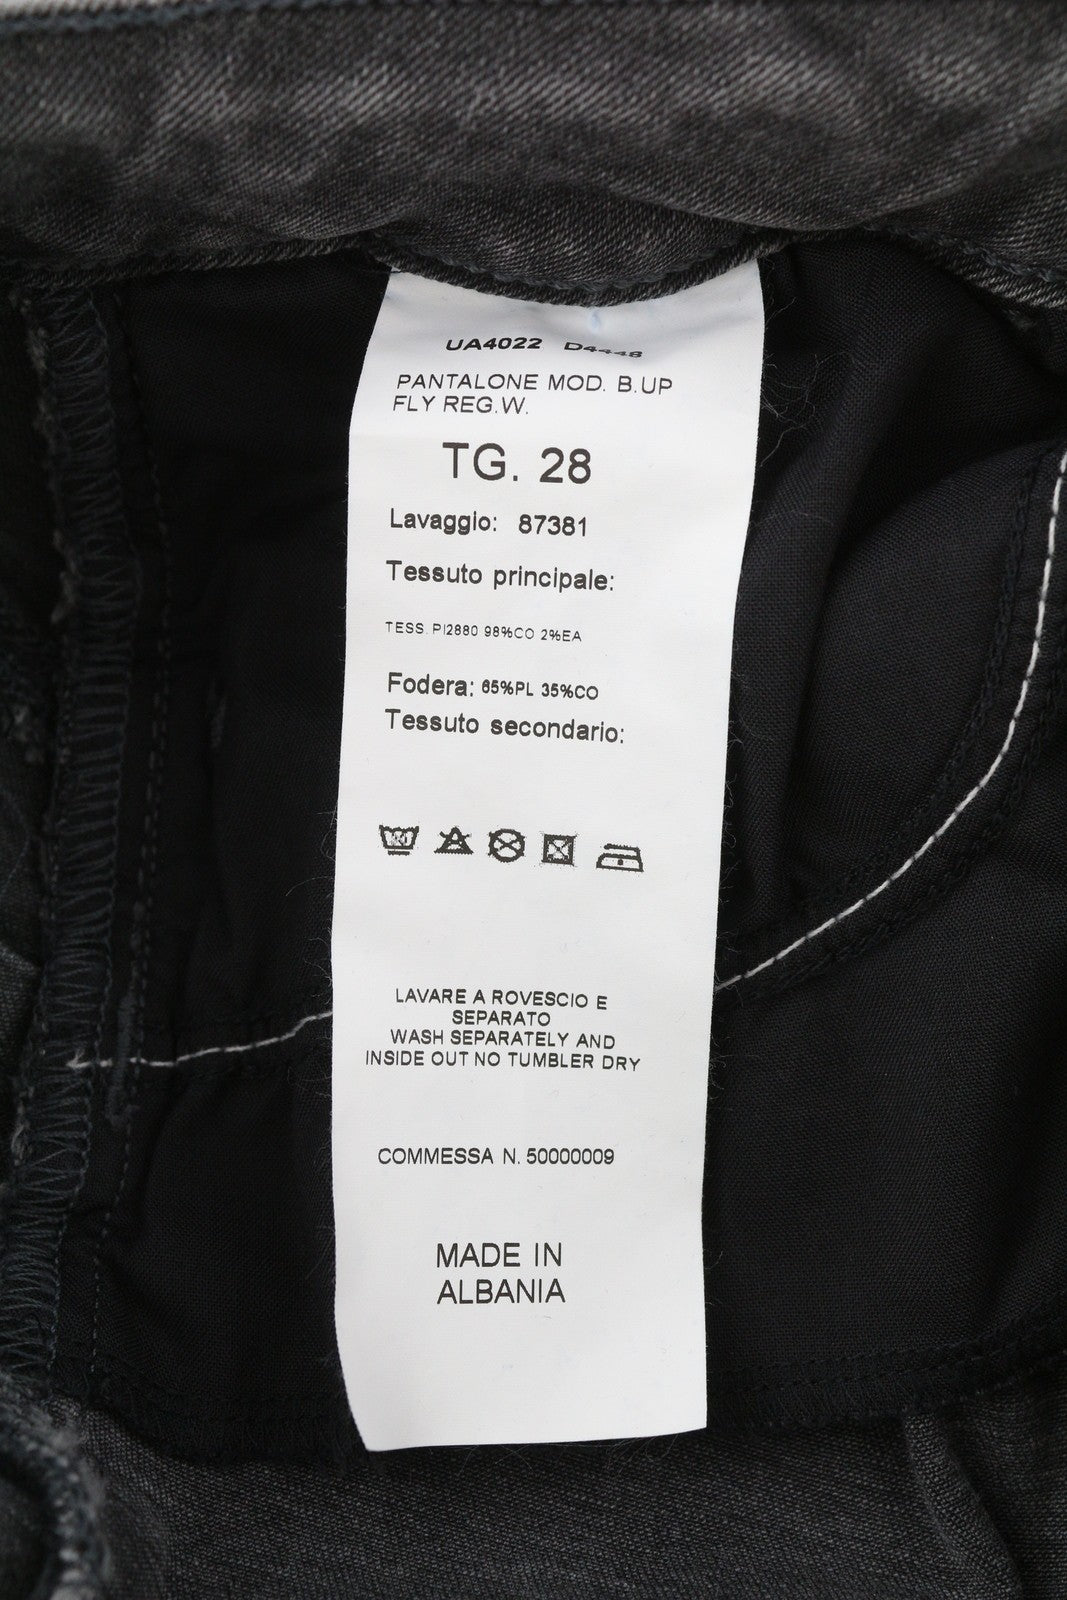 UA4022 D4448
PANTALONE MOD. B.UP
FLY REG.W.
TG. 28
Lavaggio: 87381
Tessuto principale:
TESS. PI2880 98%CO 2%EA
Fodera: 65%PL 35%CO
Tessuto secondario:
LAVARE A ROVESCIO E
SEPARATO
WASH SEPARATELY AND
INSIDE OUT NO TUMBLER DRY
COMMESSA N. 50000009
MADE IN
ALBANIA